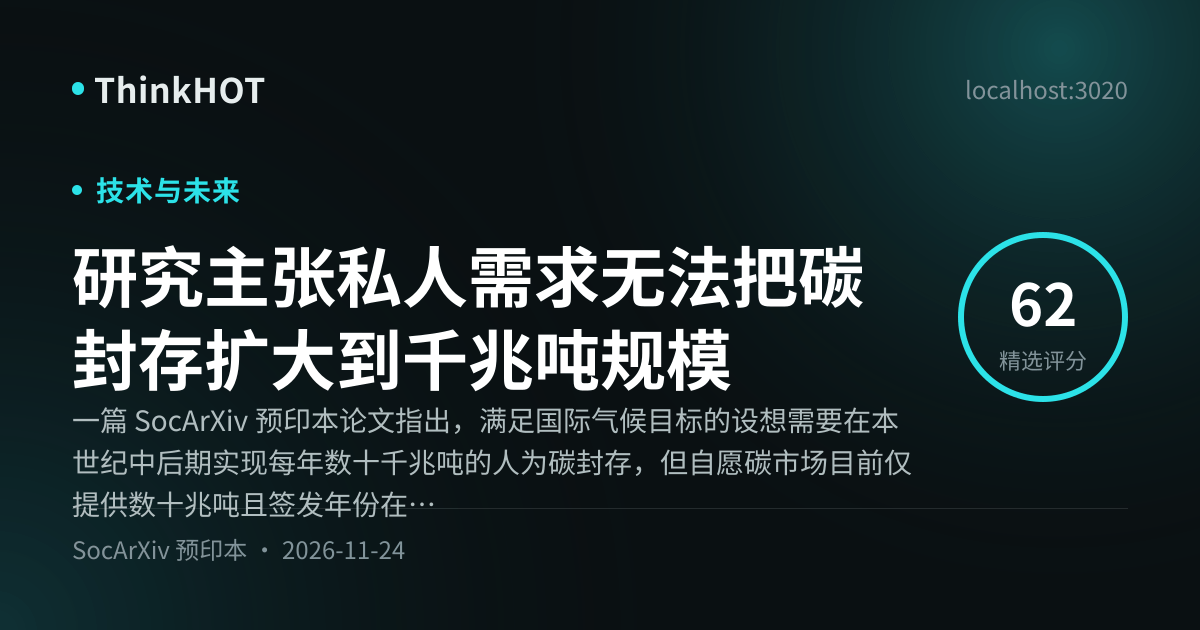 ThinkHOT
localhost:3020
技术与未来
研究主张私人需求无法把碳
封存扩大到千兆吨规模
62
精选评分
一篇 SocArXiv 预印本论文指出，满足国际气候目标的设想需要在本
世纪中后期实现每年数十千兆吨的人为碳封存，但自愿碳市场目前仅
提供数十兆吨且签发年份在…
SocArXiv 预印本 · 2026-11-24